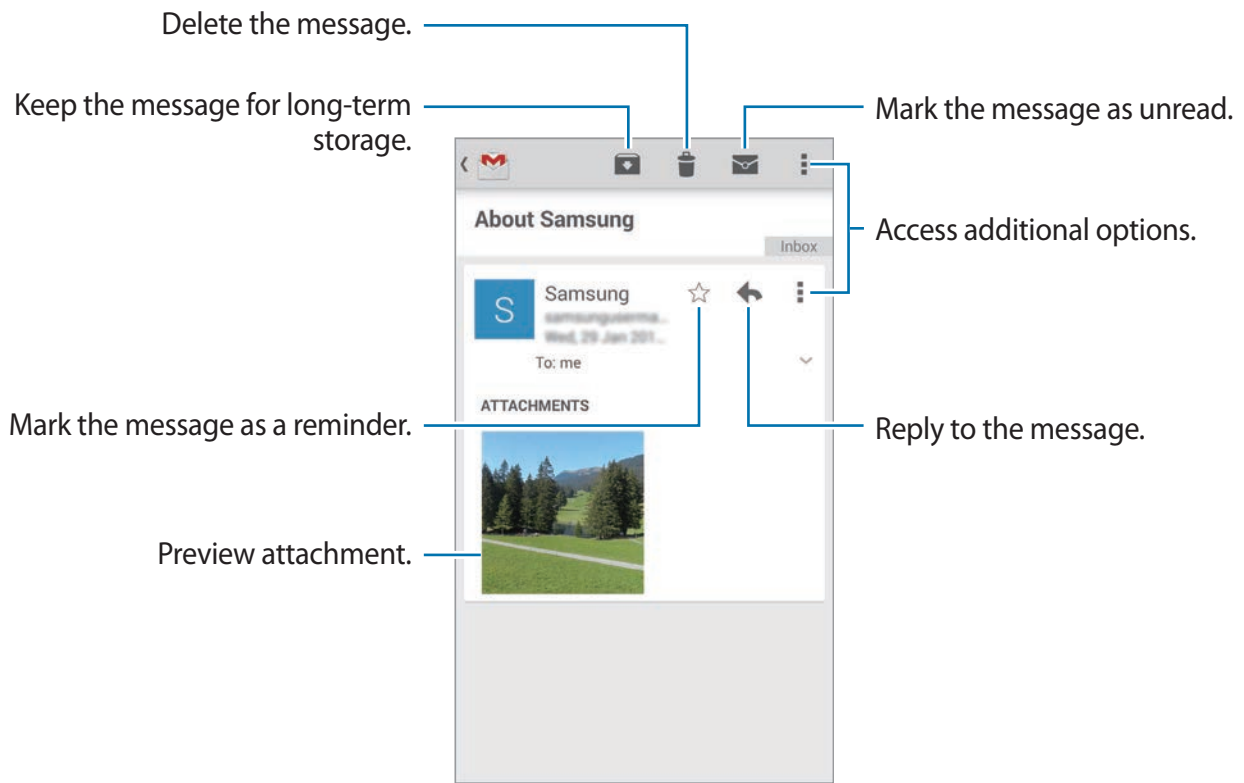 Delete the message.
Keep the message for long-term
storage.
Mark the message as unread.
About Samsung
Inbox
Access additional options.
S
Samsung
To: me
ATTACHMENTS
Mark the message as a reminder.
Reply to the message.
Preview attachment.